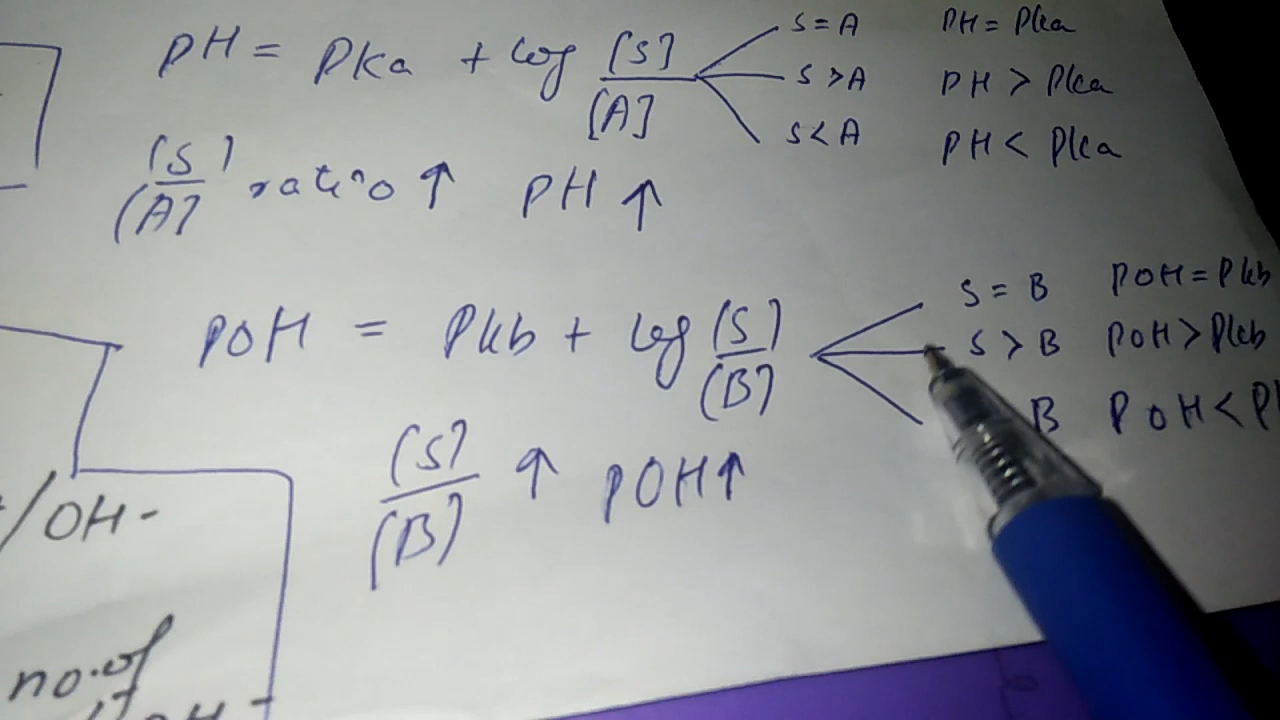 PH = Pka + log [S]/[A]
S = A PH = Pka
S > A PH > Pka
S < A PH < Pka
[S]/[A] ratio ↑ PH ↑
POH = Pkb + log [S]/[B]
S = B POH = Pkb
S > B POH > Pkb
B POH <
[S]/[B] ↑ POH ↑
/OH-
no. of